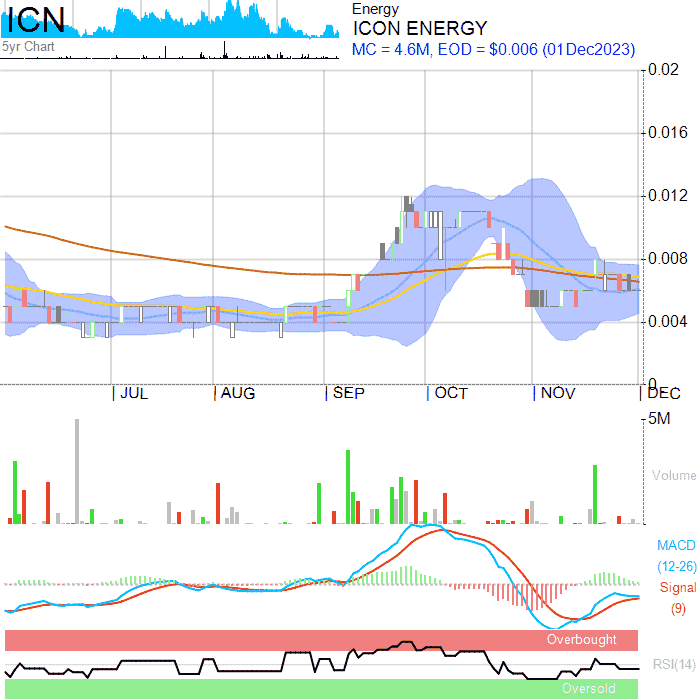 ICN
5yr Chart
Energy
ICON ENERGY
MC = 4.6M, EOD = $0.006 (01Dec2023)
0.02
0.016
0.012
0.008
0.004
0
JUL AUG SEP OCT NOV DEC
5M
Volume
MACD
(12-26)
Signal
(9)
Overbought
RSI(14)
Oversold